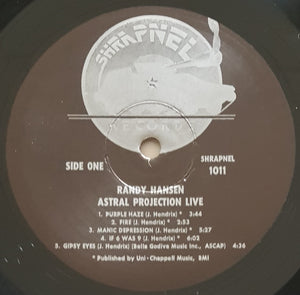 SHRAPNEL
RECORDS
SIDE ONE
SHRAPNEL
1011
RANDY HANSEN
ASTRAL PROJECTION LIVE
1. PURPLE HAZE (J. Hendrix) * 3:44
2. FIRE (J. Hendrix) * 2:53
3. MANIC DEPRESSION (J. Hendrix) * 5:27
4. IF 6 WAS 9 (J. Hendrix) * 6:02
5. GIPSY EYES (J. Hendrix) (Bella Godiva Music Inc., ASCAP) 4:36
* Published by Uni-Chappell Music, BMI